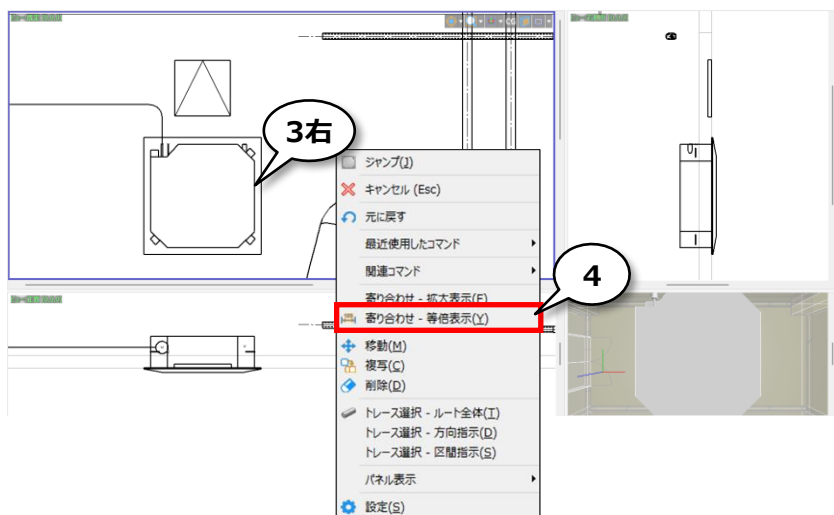 3右
ジャンプ(J)
キャンセル (Esc)
元に戻す
最近使用したコマンド
関連コマンド
4
寄り合わせ - 拡大表示(F)
寄り合わせ - 等倍表示(Y)
移動(M)
複写(C)
削除(D)
トレース選択 - ルート全体(T)
トレース選択 - 方向指示(D)
トレース選択 - 区間指示(S)
パネル表示
設定(S)